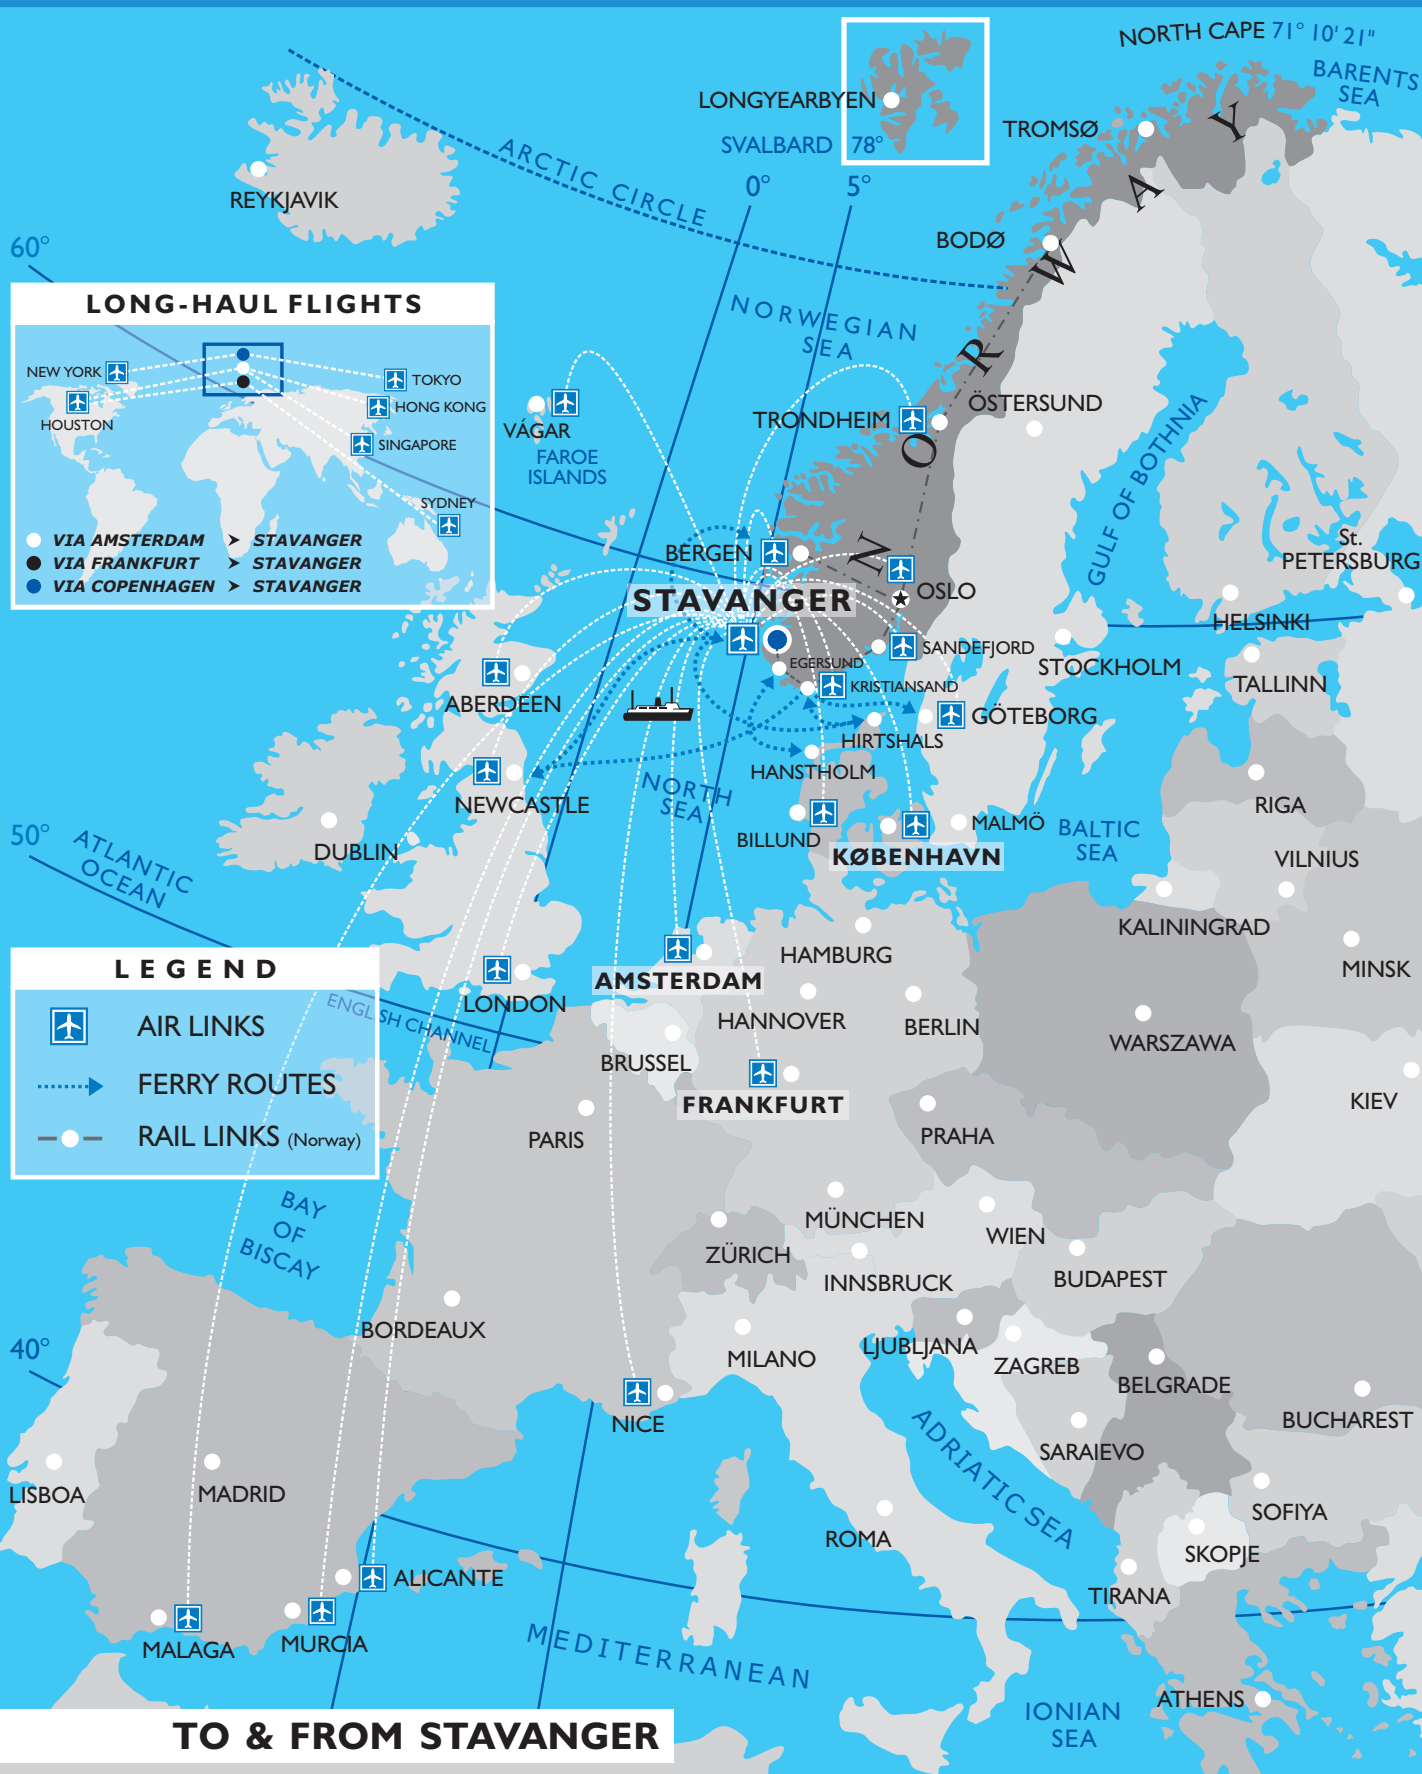 NORTH CAPE 71° 10' 21"
BARENTS
SEA
LONGYEARBYEN
SVALBARD 78°
TROMSØ
ARCTIC CIRCLE
0°
5°
REYKJAVIK
BODØ
60°
NORWAY
LONG-HAUL FLIGHTS
NEW YORK
TOKYO
HONG KONG
HOUSTON
SINGAPORE
SYDNEY
VIA AMSTERDAM ➤ STAVANGER
VIA FRANKFURT ➤ STAVANGER
VIA COPENHAGEN ➤ STAVANGER
NORWEGIAN
SEA
VÁGAR
FAROE
ISLANDS
TRONDHEIM
ÖSTERSUND
GULF OF BOTHNIA
St.
PETERSBURG
BERGEN
STAVANGER
OSLO
HELSINKI
EGERSUND
SANDEFJORD
STOCKHOLM
TALLINN
KRISTIANSAND
ABERDEEN
GÖTEBORG
HIRTSHALS
HANSTHOLM
NORTH
SEA
NEWCASTLE
RIGA
BILLUND
MALMÖ
BALTIC
SEA
KØBENHAVN
50°
ATLANTIC
OCEAN
DUBLIN
VILNIUS
KALININGRAD
HAMBURG
MINSK
AMSTERDAM
LONDON
HANNOVER
BERLIN
WARSZAWA
ENGLISH CHANNEL
LEGEND
AIR LINKS
FERRY ROUTES
RAIL LINKS (Norway)
BRUSSEL
FRANKFURT
KIEV
PARIS
PRAHA
BAY
OF
BISCAY
MÜNCHEN
WIEN
ZÜRICH
INNSBRUCK
BUDAPEST
BORDEAUX
40°
LJUBLJANA
MILANO
ZAGREB
BELGRADE
NICE
BUCHAREST
ADRIATIC SEA
SARAIEVO
LISBOA
MADRID
SOFIYA
ROMA
SKOPJE
ALICANTE
TIRANA
MALAGA
MURCIA
MEDITERRANEAN
ATHENS
IONIAN
SEA
TO & FROM STAVANGER